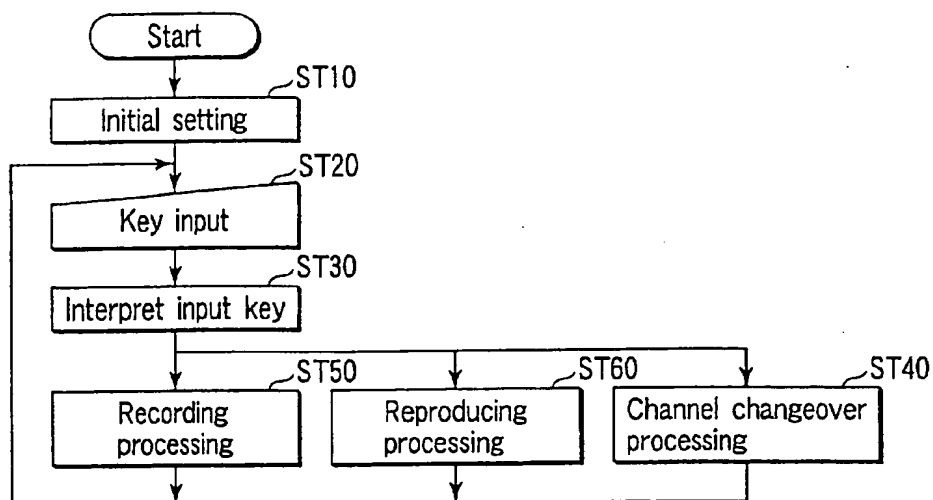 Start
ST10
Initial setting
ST20
Key input
ST30
Interpret input key
ST50
Recording
processing
ST60
Reproducing
processing
ST40
Channel changeover
processing